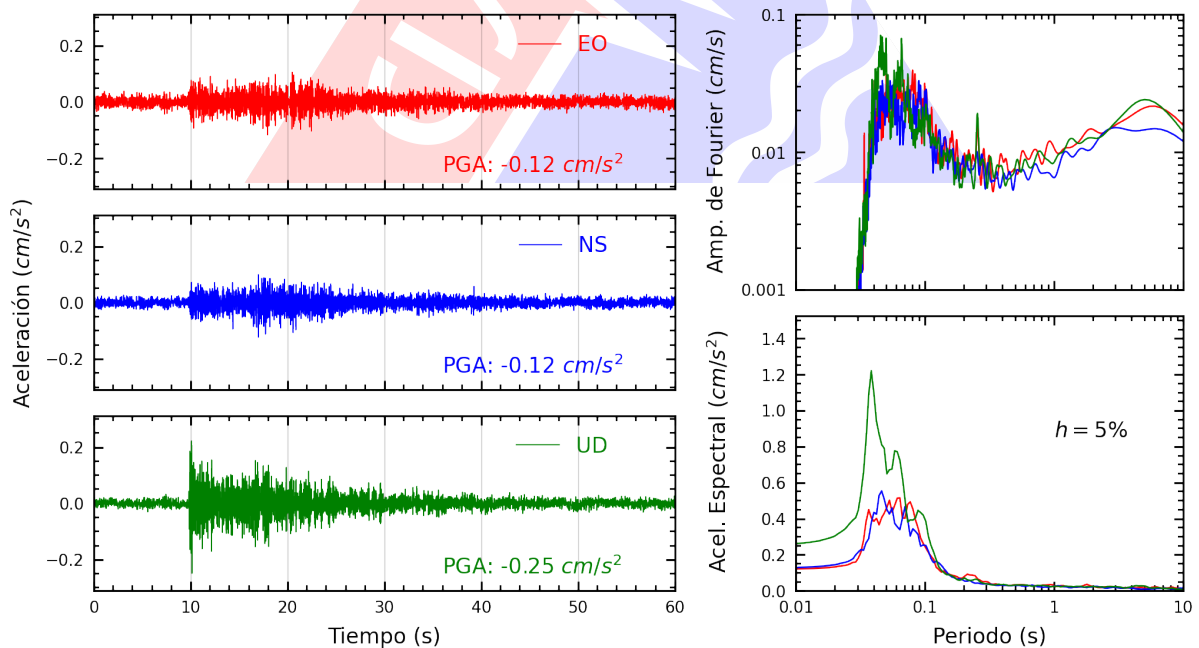 Aceleración (cm/s²)
0.2
0.0
−0.2
EO
PGA: -0.12 cm/s²
0.2
0.0
−0.2
NS
PGA: -0.12 cm/s²
0.2
0.0
−0.2
UD
PGA: -0.25 cm/s²
0 10 20 30 40 50 60
Tiempo (s)
Amp. de Fourier (cm/s)
0.1
0.01
0.001
Acel. Espectral (cm/s²)
1.4
1.2
1.0
0.8
0.6
0.4
0.2
0.0
h = 5%
0.01 0.1 1 10
Periodo (s)